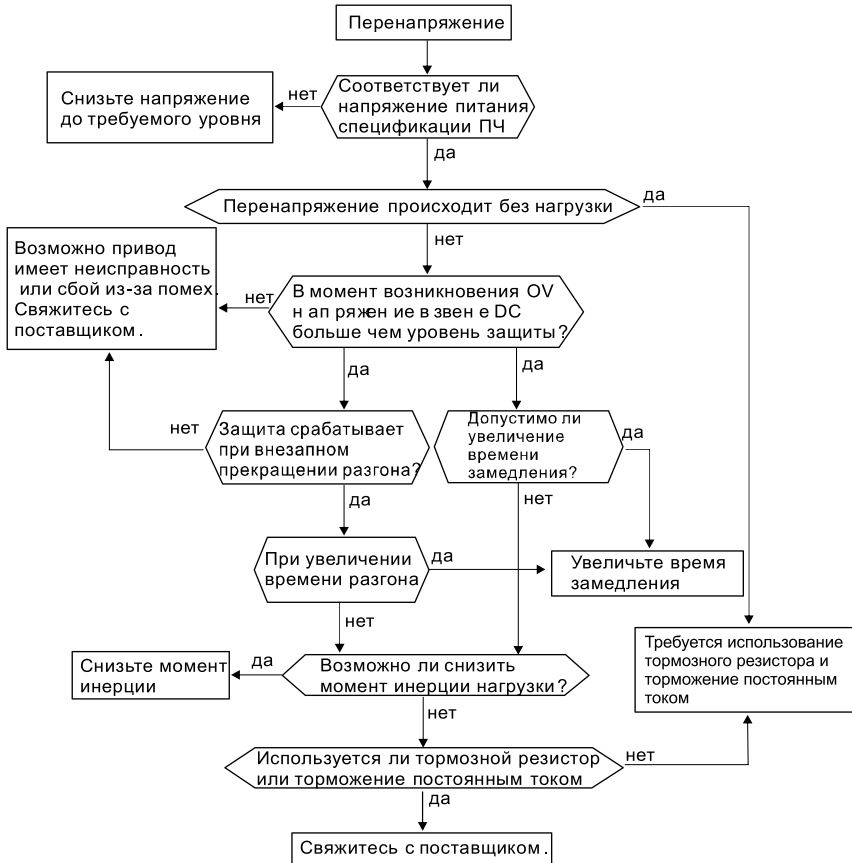 Перенапряжение
Снизьте напряжение
до требуемого уровня
нет
Соответствует ли
напряжение питания
спецификации ПЧ
да
Перенапряжение происходит без нагрузки
да
нет
Возможно привод
имеет неисправность
или сбой из-за помех.
Свяжитесь с
поставщиком.
нет
В момент возникновения OV
н ап ряжен ие в звен е DC
больше чем уровень защиты?
да
да
нет
Защита срабатывает
при внезапном
прекращении разгона?
Допустимо ли
увеличение
времени
замедления?
да
да
нет
При увеличении
времени разгона
да
Увеличьте время
замедления
нет
Требуется использование
тормозного резистора и
торможение постоянным
током
Снизьте момент
инерции
да
Возможно ли снизить
момент инерции нагрузки?
нет
Используется ли тормозной резистор
или торможение постоянным током
нет
да
Свяжитесь с поставщиком.